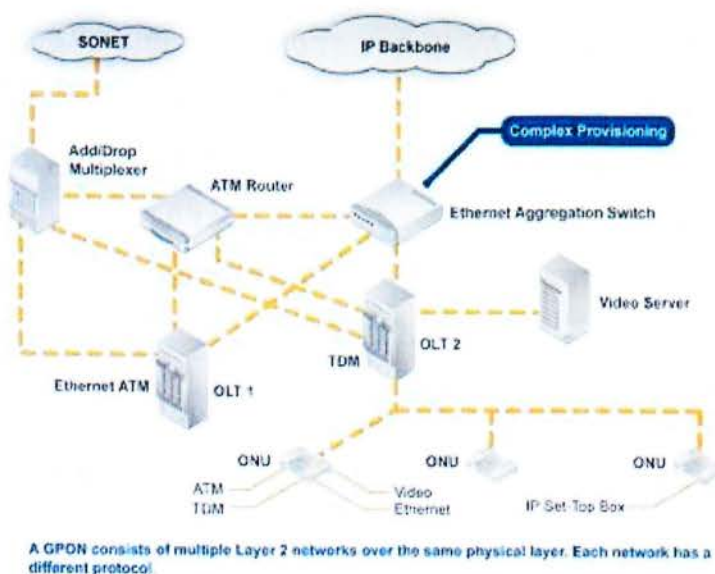 SONET
IP Backbone
Complex Provisioning
Add/Drop
Multiplexer
ATM Router
Ethernet Aggregation Switch
Video Server
TDM
OLT 2
Ethernet ATM
OLT 1
ONU
ONU
ONU
ATM
Video
TDM
Ethernet
IP Set-Top Box
A GPON consists of multiple Layer 2 networks over the same physical layer. Each network has a
different protocol